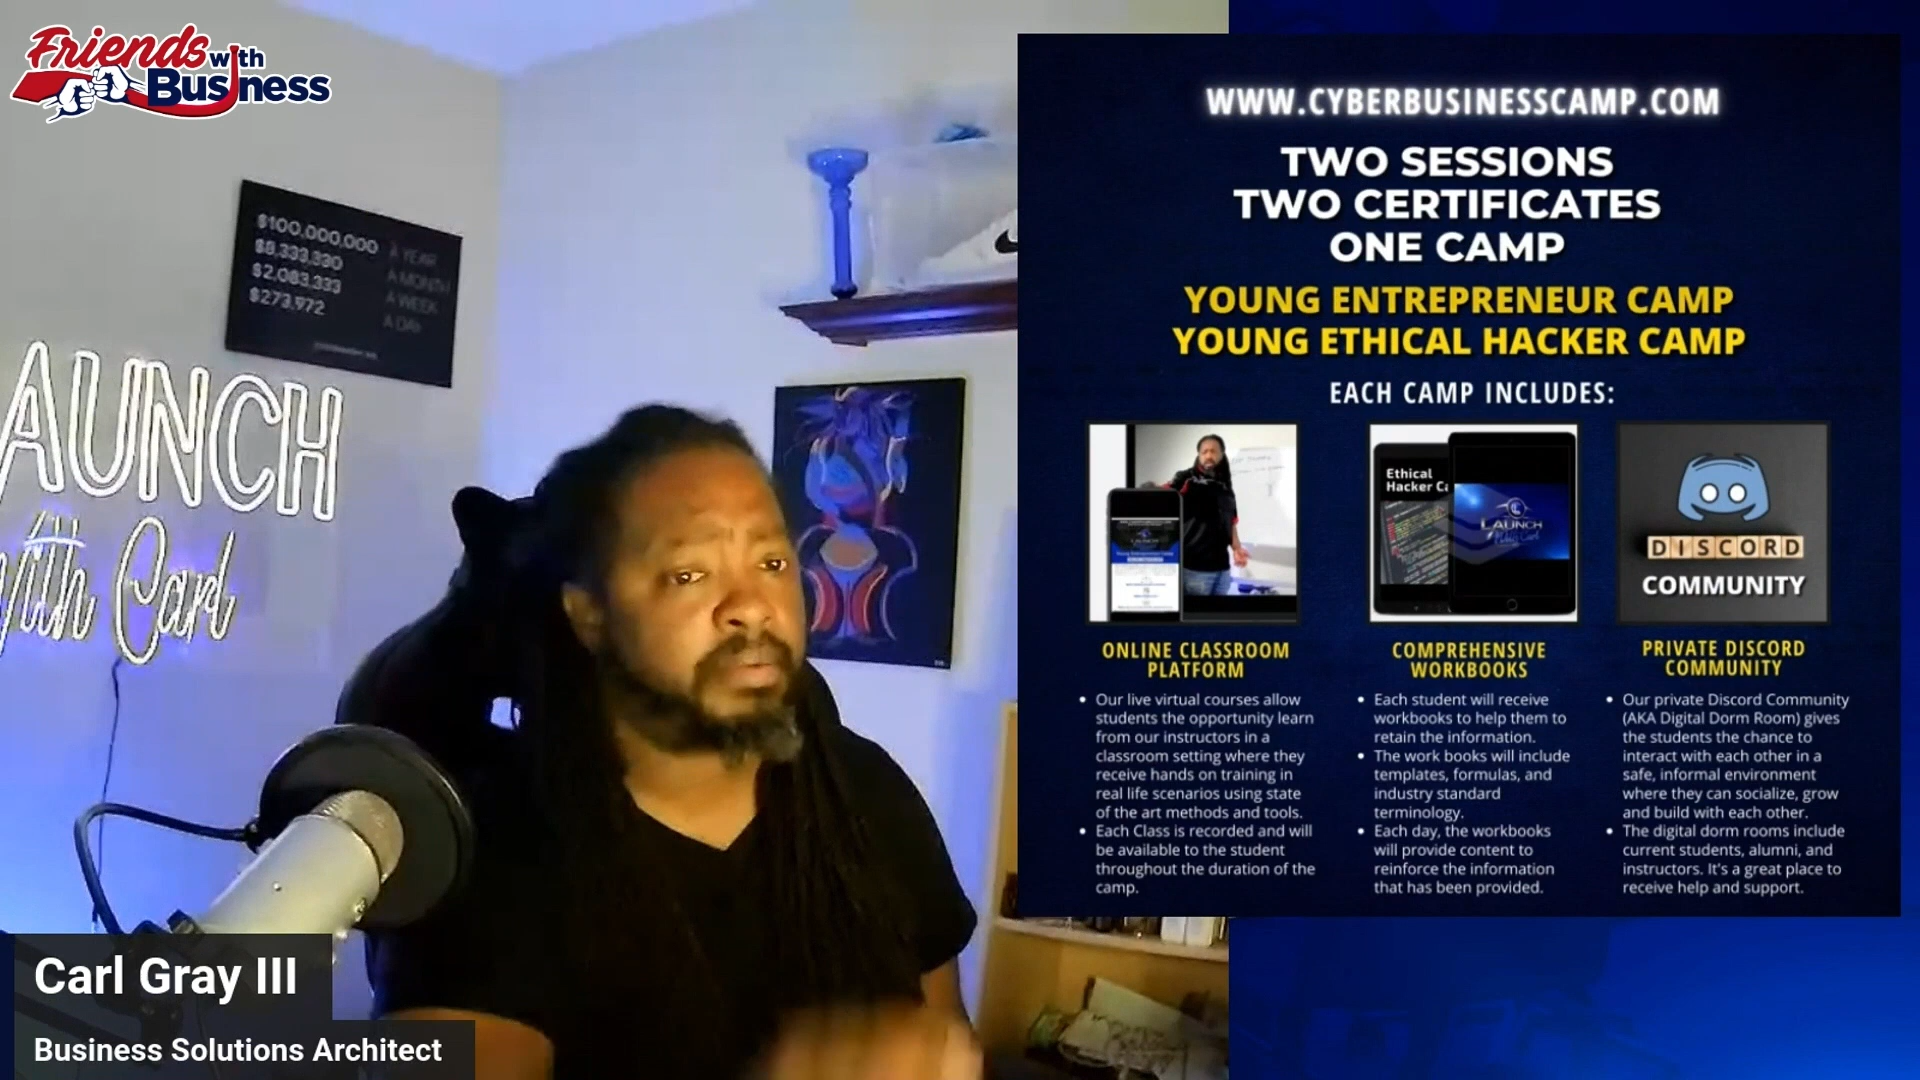 Friends with
Business
$100,000,000 A YEAR
$8,333,330 A MONTH
$2,083,333 A WEEK
$273,972 A DAY
AUNCH
with Carl
Carl Gray III
Business Solutions Architect
WWW.CYBERBUSINESSCAMP.COM
TWO SESSIONS
TWO CERTIFICATES
ONE CAMP
YOUNG ENTREPRENEUR CAMP
YOUNG ETHICAL HACKER CAMP
EACH CAMP INCLUDES:
Ethical
Hacker Ca
LAUNCH
With Carl
DISCORD
COMMUNITY
ONLINE CLASSROOM
PLATFORM
• Our live virtual courses allow
students the opportunity learn
from our instructors in a
classroom setting where they
receive hands on training in
real life scenarios using state
of the art methods and tools.
• Each Class is recorded and will
be available to the student
throughout the duration of the
camp.
COMPREHENSIVE
WORKBOOKS
• Each student will receive
workbooks to help them to
retain the information.
• The work books will include
templates, formulas, and
industry standard
terminology.
• Each day, the workbooks
will provide content to
reinforce the information
that has been provided.
PRIVATE DISCORD
COMMUNITY
• Our private Discord Community
(AKA Digital Dorm Room) gives
the students the chance to
interact with each other in a
safe, informal environment
where they can socialize, grow
and build with each other.
• The digital dorm rooms include
current students, alumni, and
instructors. It's a great place to
receive help and support.